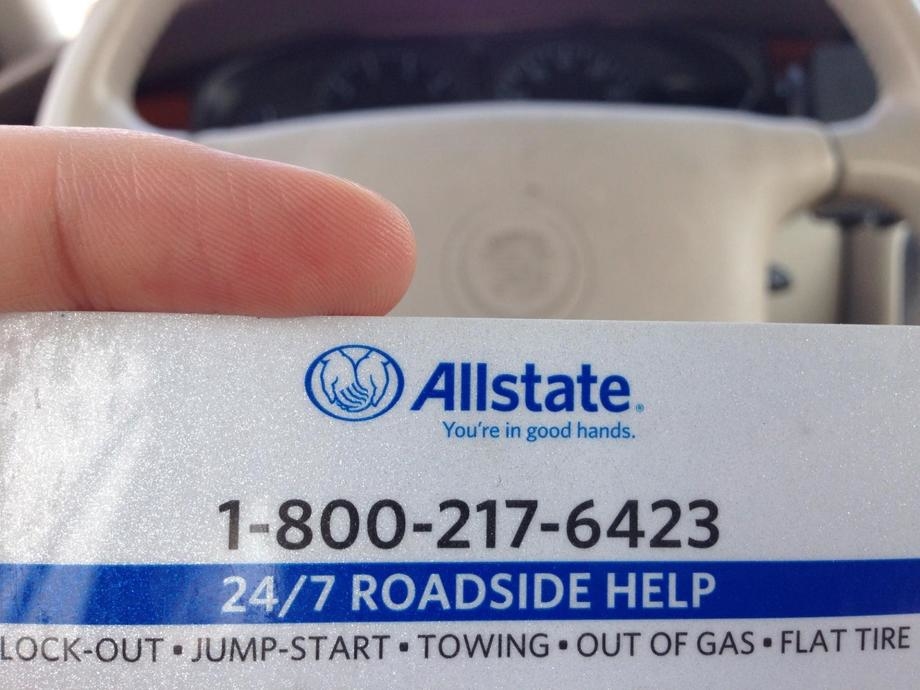 Allstate®
You're in good hands.
1-800-217-6423
24/7 ROADSIDE HELP
LOCK-OUT • JUMP-START • TOWING • OUT OF GAS • FLAT TIRE